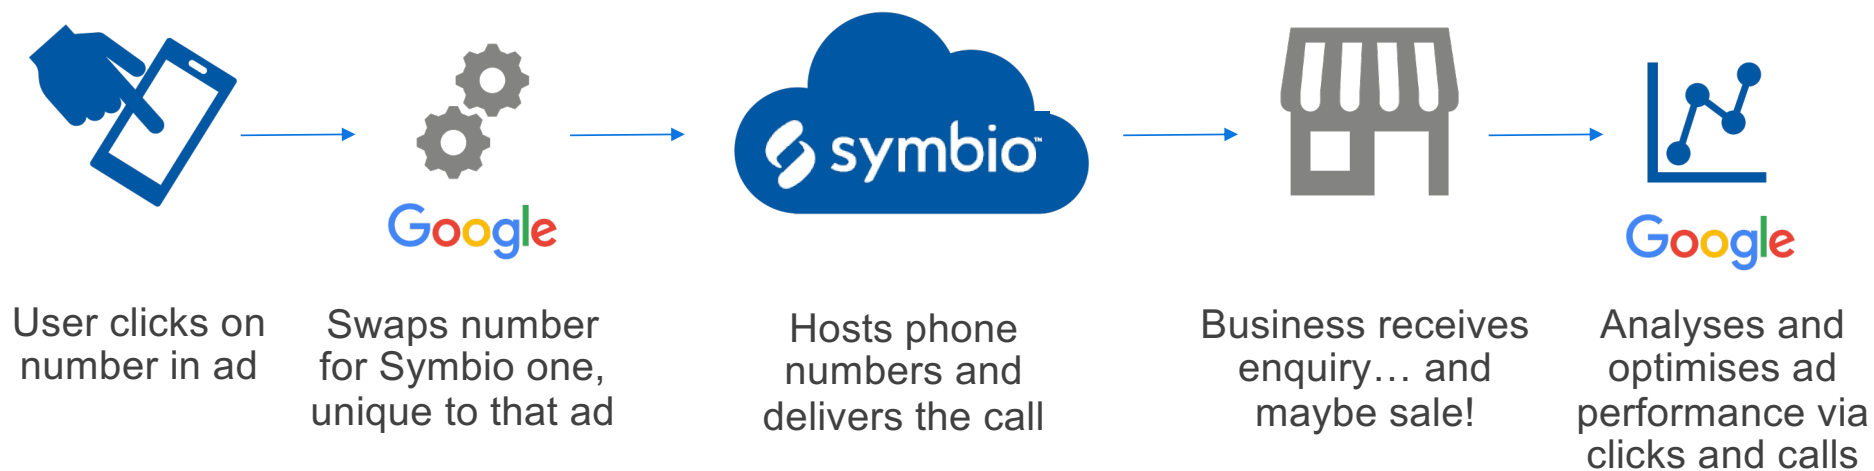 symbio™
Google
Google
User clicks on
number in ad
Swaps number
for Symbio one,
unique to that ad
Hosts phone
numbers and
delivers the call
Business receives
enquiry… and
maybe sale!
Analyses and
optimises ad
performance via
clicks and calls